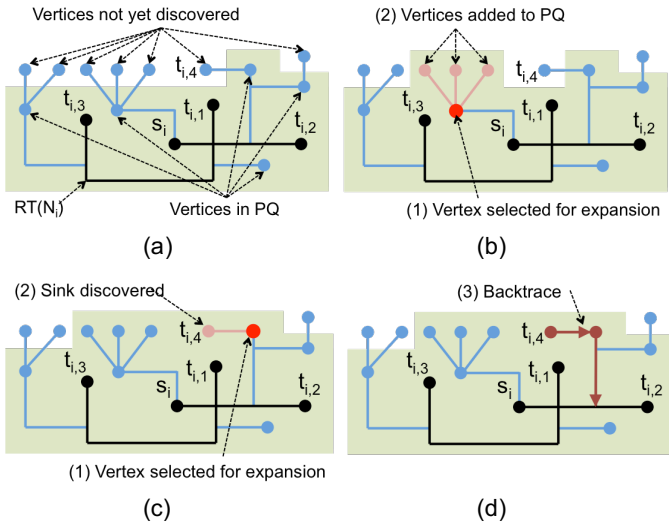 Vertices not yet discovered
t_{i,4}
t_{i,3}
t_{i,1}
s_i
t_{i,2}
RT(N_i)
Vertices in PQ
(a)
(2) Vertices added to PQ
t_{i,4}
t_{i,3}
t_{i,1}
s_i
t_{i,2}
(1) Vertex selected for expansion
(b)
(2) Sink discovered
t_{i,4}
t_{i,3}
t_{i,1}
s_i
t_{i,2}
(1) Vertex selected for expansion
(c)
(3) Backtrace
t_{i,4}
t_{i,3}
t_{i,1}
s_i
t_{i,2}
(d)